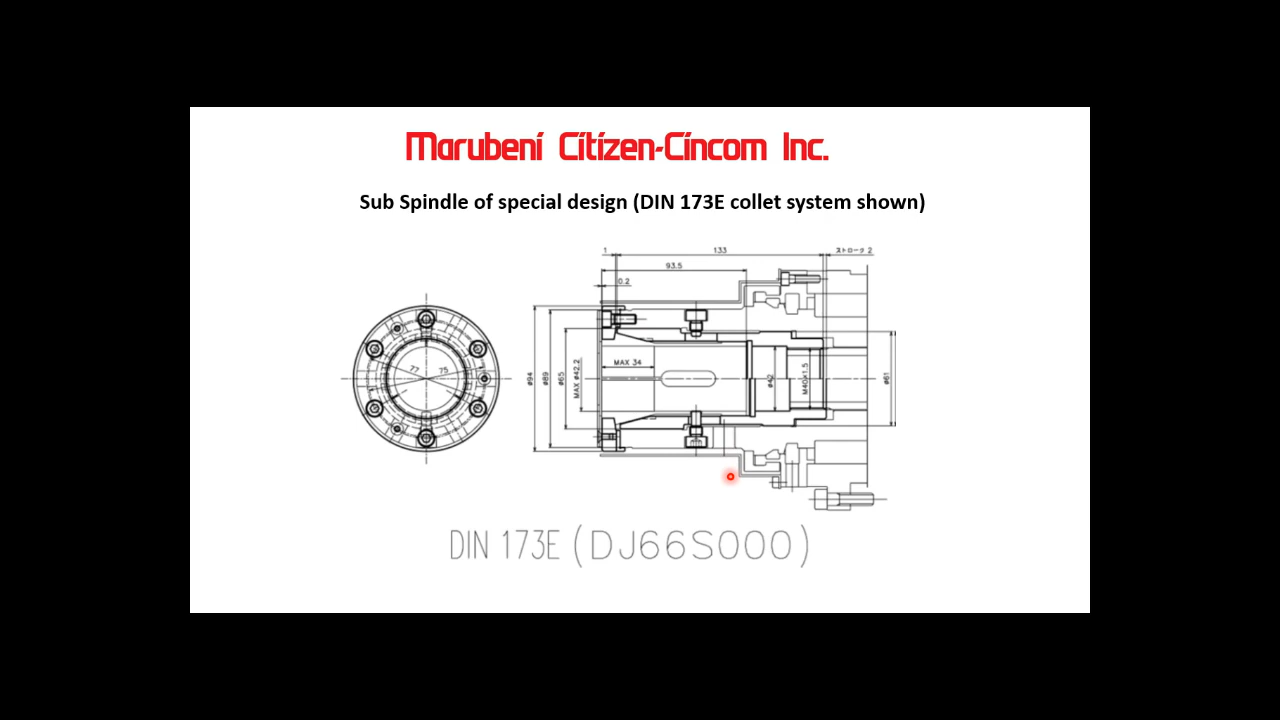 Marubeni Citizen-Cincom Inc.
Sub Spindle of special design (DIN 173E collet system shown)
1
133
ストローク 2
93.5
0.2
77
75
ø94
ø89
ø65
MAX ø42.2
MAX 34
ø42
M40×1.5
ø61
DIN 173E (DJ66S000)